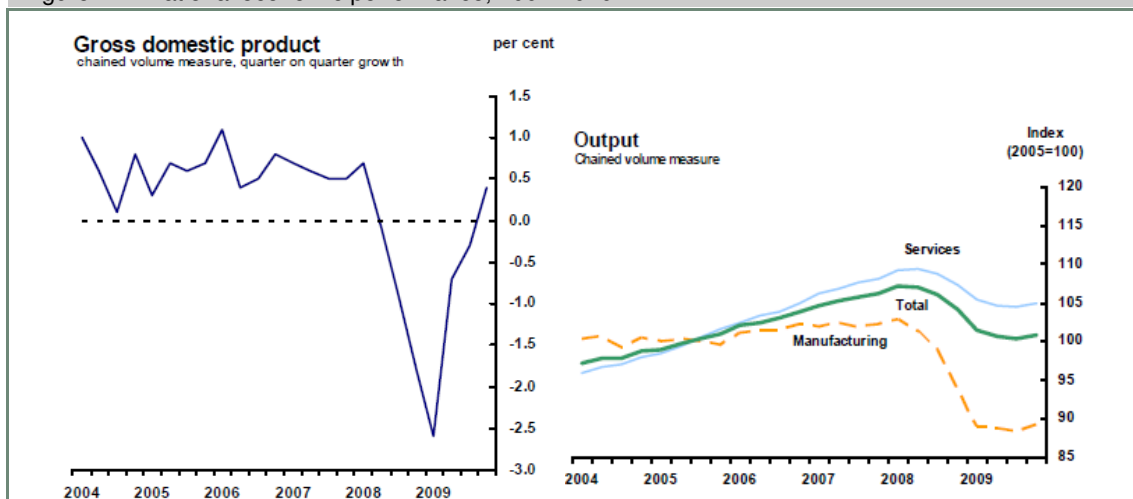 Gross domestic product
per cent
chained volume measure, quarter on quarter growth
1.5
1.0
0.5
0.0
-0.5
-1.0
-1.5
-2.0
-2.5
-3.0
2004 2005 2006 2007 2008 2009
Output
Chained volume measure
Index
(2005=100)
120
115
110
105
100
95
90
85
Services
Total
Manufacturing
2004 2005 2006 2007 2008 2009